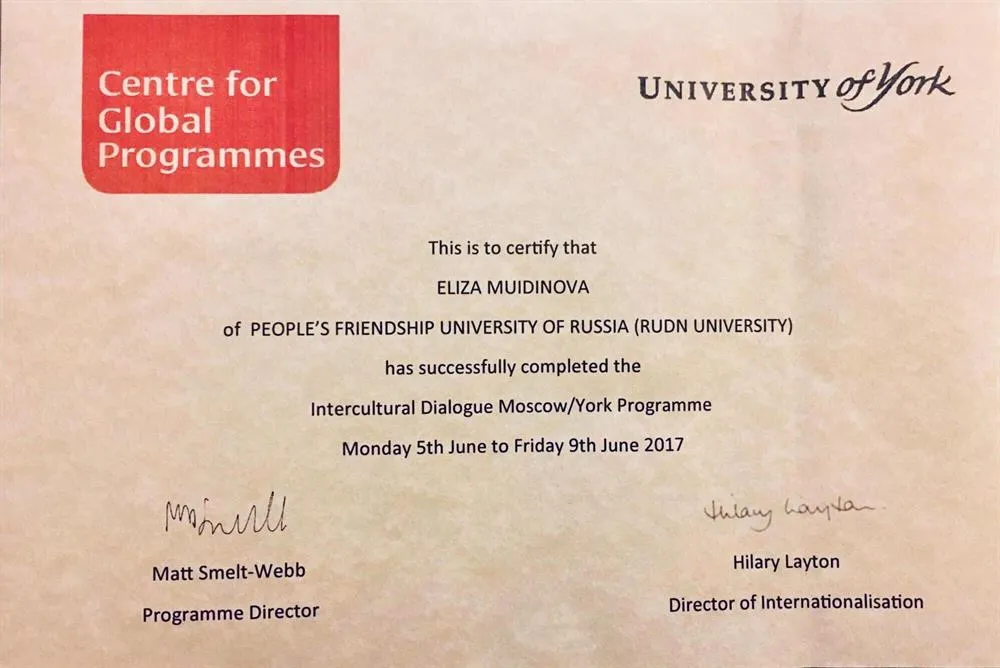 Centre for
Global
Programmes
UNIVERSITY of York
This is to certify that
ELIZA MUIDINOVA
of PEOPLE'S FRIENDSHIP UNIVERSITY OF RUSSIA (RUDN UNIVERSITY)
has successfully completed the
Intercultural Dialogue Moscow/York Programme
Monday 5th June to Friday 9th June 2017
Hilary Layton
Matt Smelt-Webb
Programme Director
Hilary Layton
Director of Internationalisation